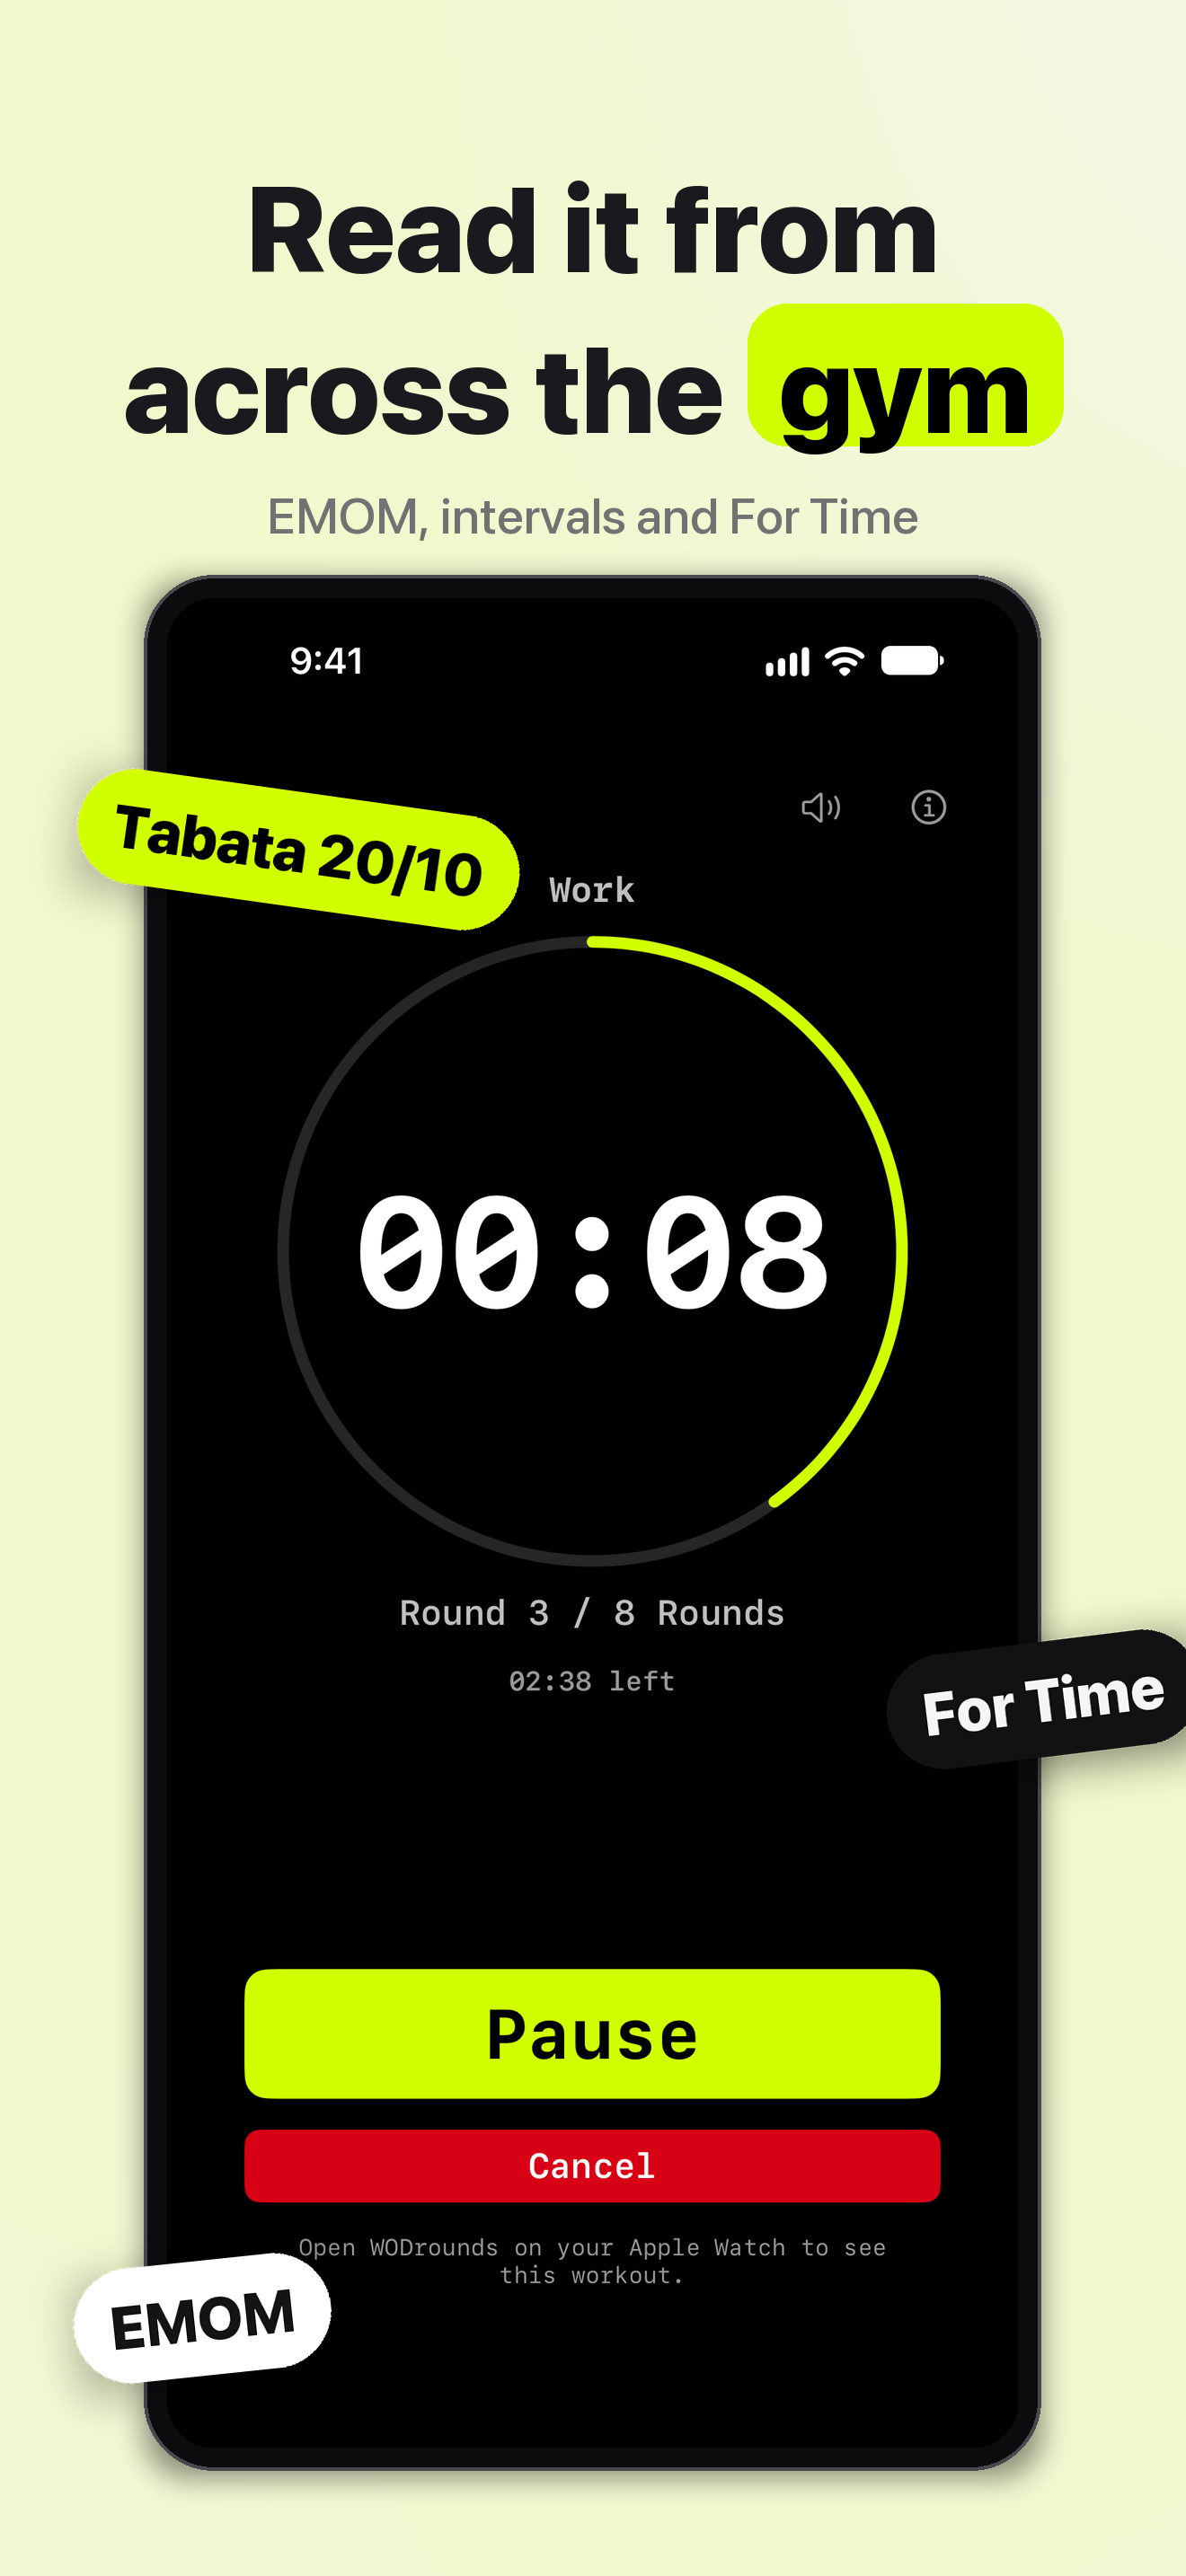 Read it from
across the gym
EMOM, intervals and For Time
9:41
Tabata 20/10
Work
00:08
Round 3 / 8 Rounds
02:38 left
For Time
Pause
Cancel
Open WODrounds on your Apple Watch to see
this workout.
EMOM